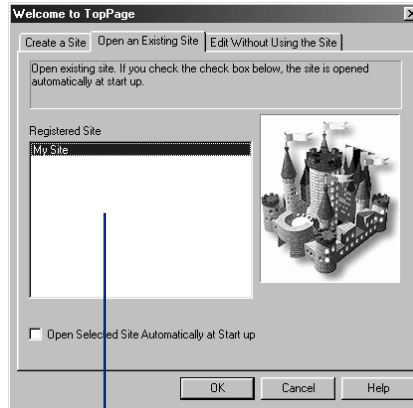 Welcome to TopPage
Create a Site Open an Existing Site Edit Without Using the Site
Open existing site. If you check the check box below, the site is opened
automatically at start up.
Registered Site
My Site
Open Selected Site Automatically at Start up
OK Cancel Help